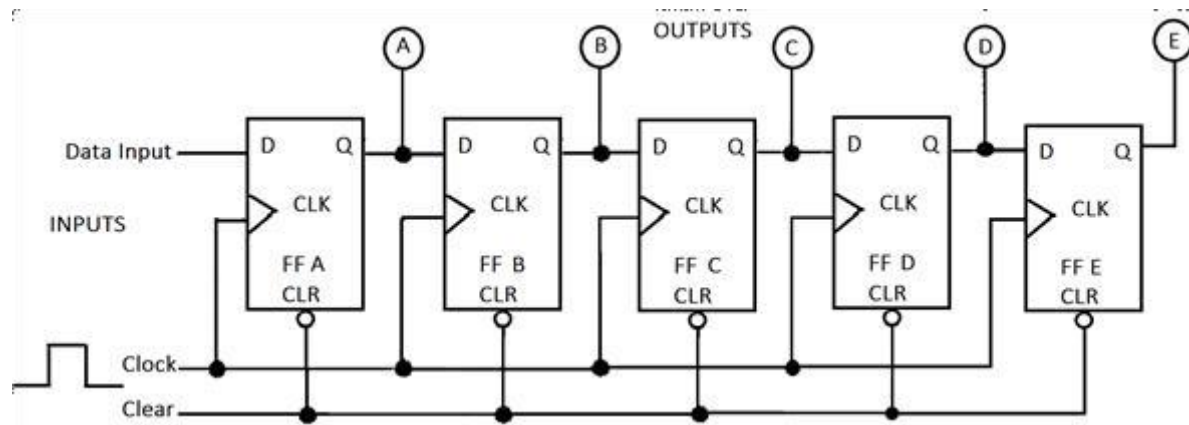 OUTPUTS
A B C D E
Data Input D Q D Q D Q D Q D Q
INPUTS CLK CLK CLK CLK CLK
FF A FF B FF C FF D FF E
CLR CLR CLR CLR CLR
Clock
Clear